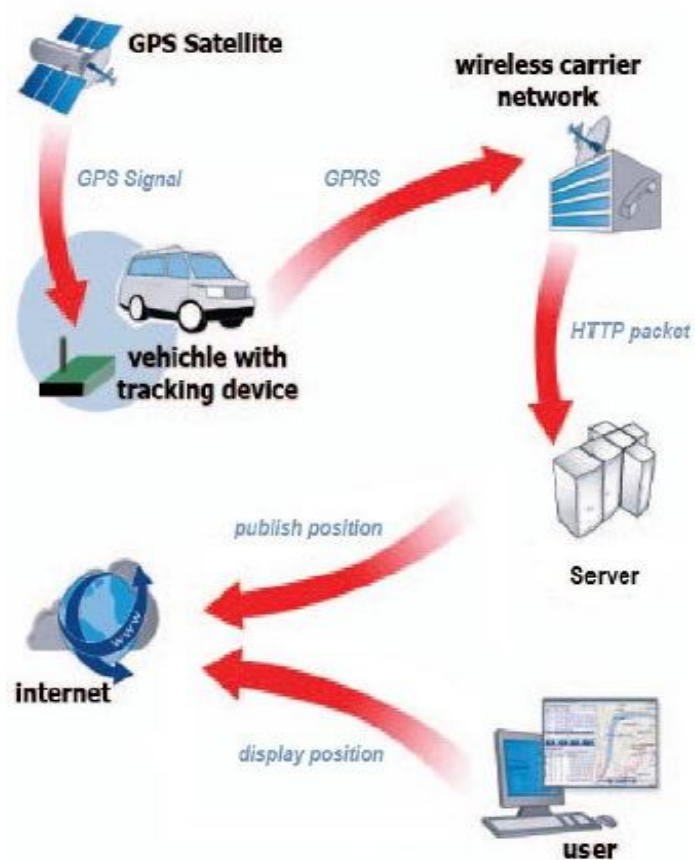 GPS Satellite
wireless carrier
network
GPS Signal
GPRS
HTTP packet
vehichle with
tracking device
publish position
Server
www
internet
display position
user